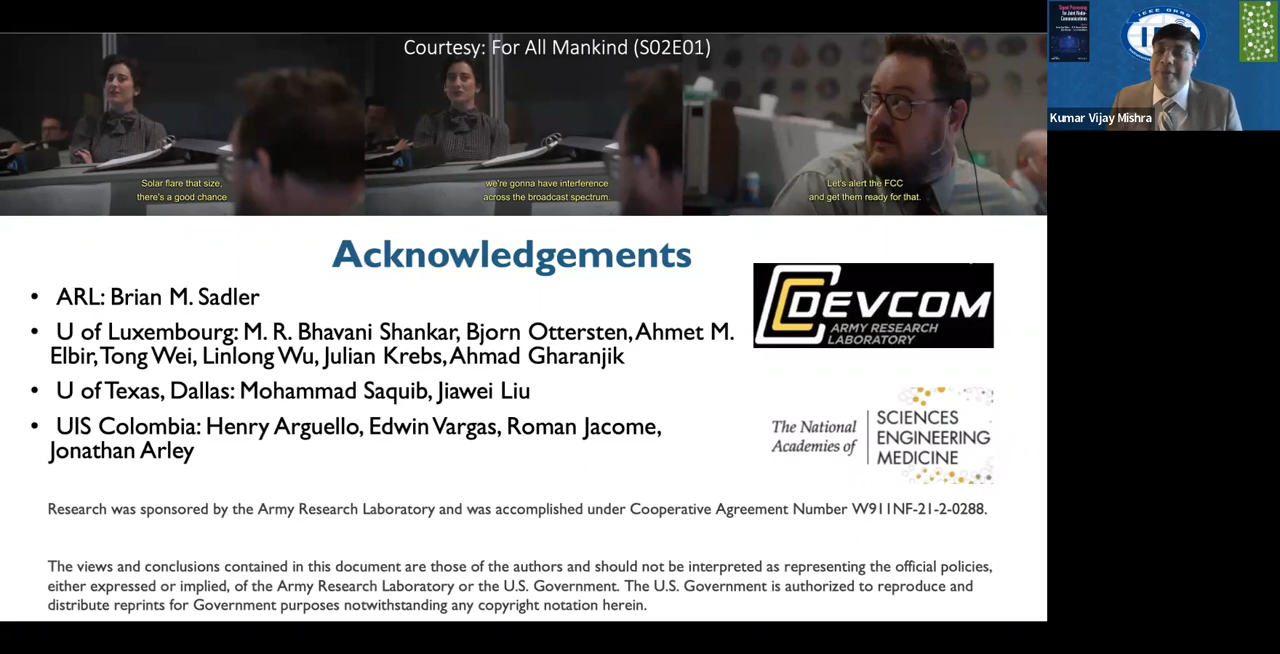 Courtesy: For All Mankind (S02E01)
Solar flare that size,
there's a good chance
we're gonna have interference
across the broadcast spectrum.
Let's alert the FCC
and get them ready for that.
Acknowledgements
• ARL: Brian M. Sadler
• U of Luxembourg: M. R. Bhavani Shankar, Bjorn Ottersten, Ahmet M.
Elbir, Tong Wei, Linlong Wu, Julian Krebs, Ahmad Gharanjik
• U of Texas, Dallas: Mohammad Saquib, Jiawei Liu
• UIS Colombia: Henry Arguello, Edwin Vargas, Roman Jacome,
Jonathan Arley
DEVCOM
ARMY RESEARCH
LABORATORY
The National
Academies of
SCIENCES
ENGINEERING
MEDICINE
Research was sponsored by the Army Research Laboratory and was accomplished under Cooperative Agreement Number W911NF-21-2-0288.
The views and conclusions contained in this document are those of the authors and should not be interpreted as representing the official policies,
either expressed or implied, of the Army Research Laboratory or the U.S. Government. The U.S. Government is authorized to reproduce and
distribute reprints for Government purposes notwithstanding any copyright notation herein.
Signal Processing
for Joint Radar
Communications
Kumar Vijay Mishra